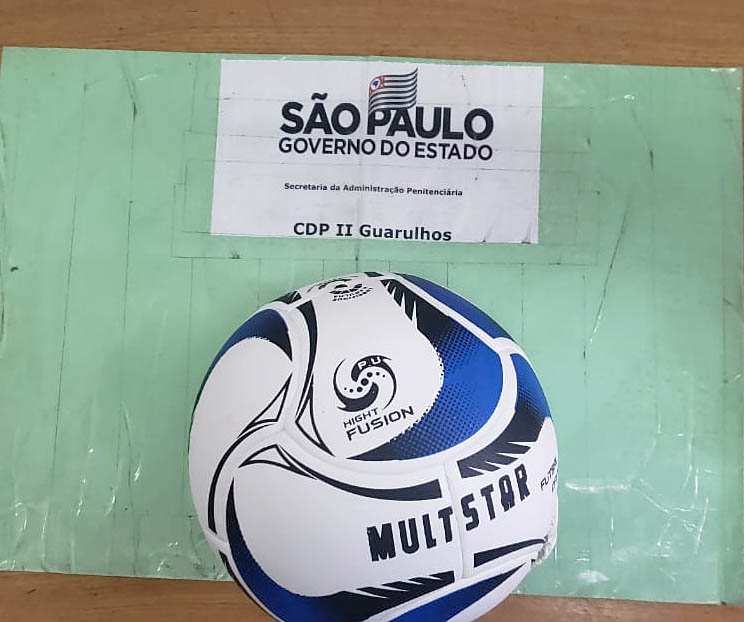 SÃO PAULO
GOVERNO DO ESTADO
Secretaria da Administração Penitenciária
CDP II Guarulhos
P.U
HIGHT
FUSION
MULTSTAR